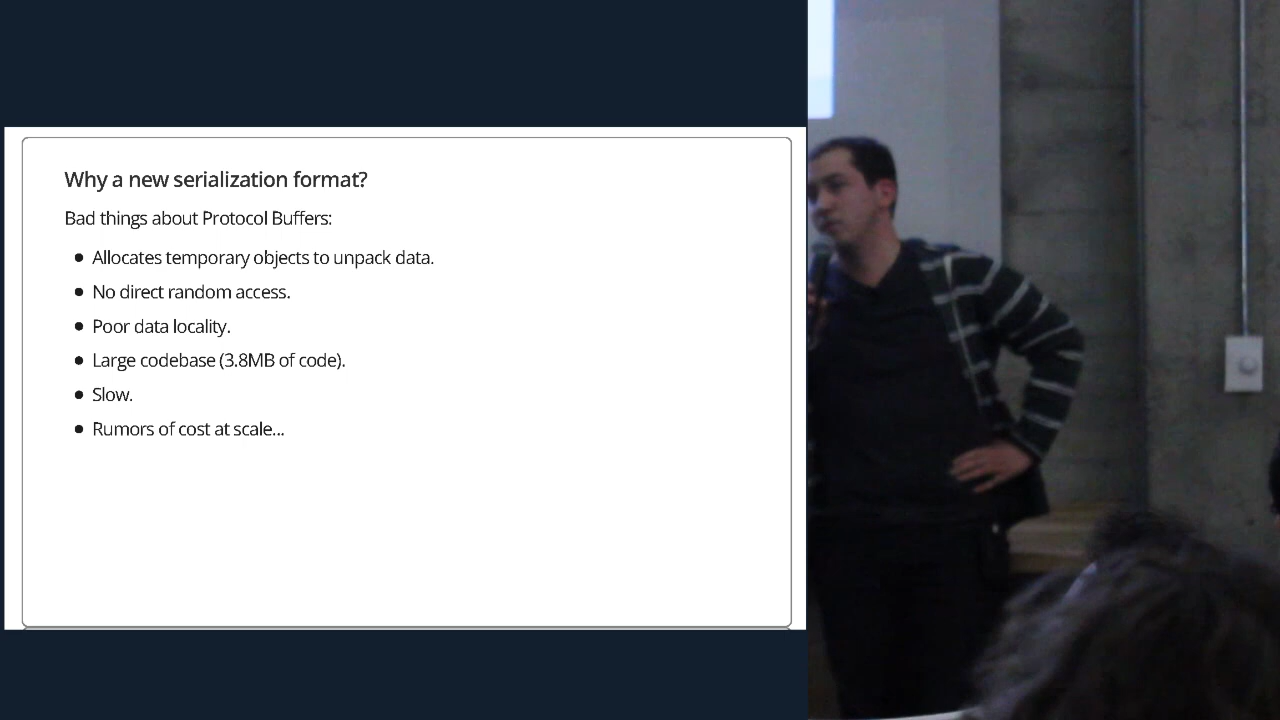 Why a new serialization format?
Bad things about Protocol Buffers:
● Allocates temporary objects to unpack data.
● No direct random access.
● Poor data locality.
● Large codebase (3.8MB of code).
● Slow.
● Rumors of cost at scale...